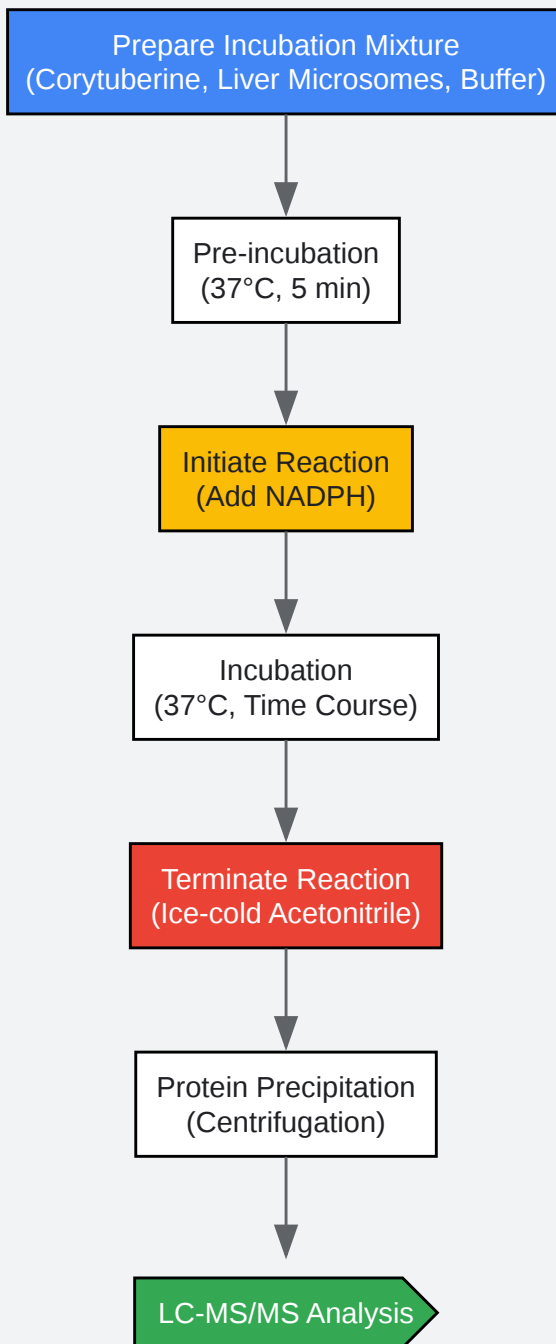 Prepare Incubation Mixture
(Corytuberine, Liver Microsomes, Buffer)
Pre-incubation
(37°C, 5 min)
Initiate Reaction
(Add NADPH)
Incubation
(37°C, Time Course)
Terminate Reaction
(Ice-cold Acetonitrile)
Protein Precipitation
(Centrifugation)
LC-MS/MS Analysis